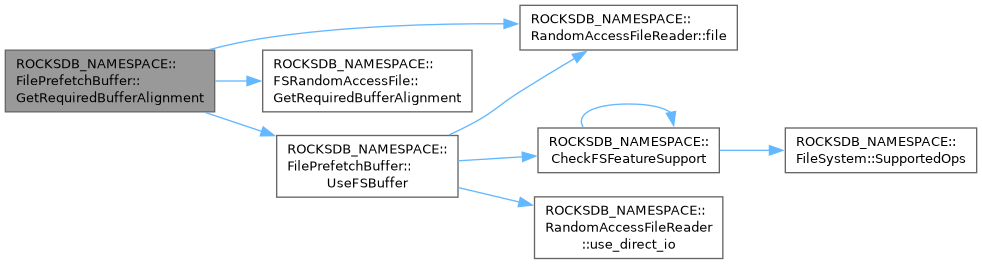 ROCKSDB_NAMESPACE::
FilePrefetchBuffer::
GetRequiredBufferAlignment
ROCKSDB_NAMESPACE::
RandomAccessFileReader::file
ROCKSDB_NAMESPACE::
FSRandomAccessFile::
GetRequiredBufferAlignment
ROCKSDB_NAMESPACE::
FilePrefetchBuffer::
UseFSBuffer
ROCKSDB_NAMESPACE::
CheckFSFeatureSupport
ROCKSDB_NAMESPACE::
FileSystem::SupportedOps
ROCKSDB_NAMESPACE::
RandomAccessFileReader
::use_direct_io